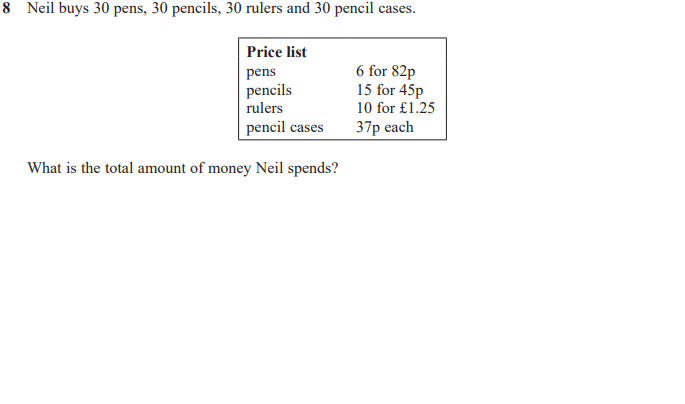 8 Neil buys 30 pens, 30 pencils, 30 rulers and 30 pencil cases.
Price list
pens 6 for 82p
pencils 15 for 45p
rulers 10 for £1.25
pencil cases 37p each
What is the total amount of money Neil spends?